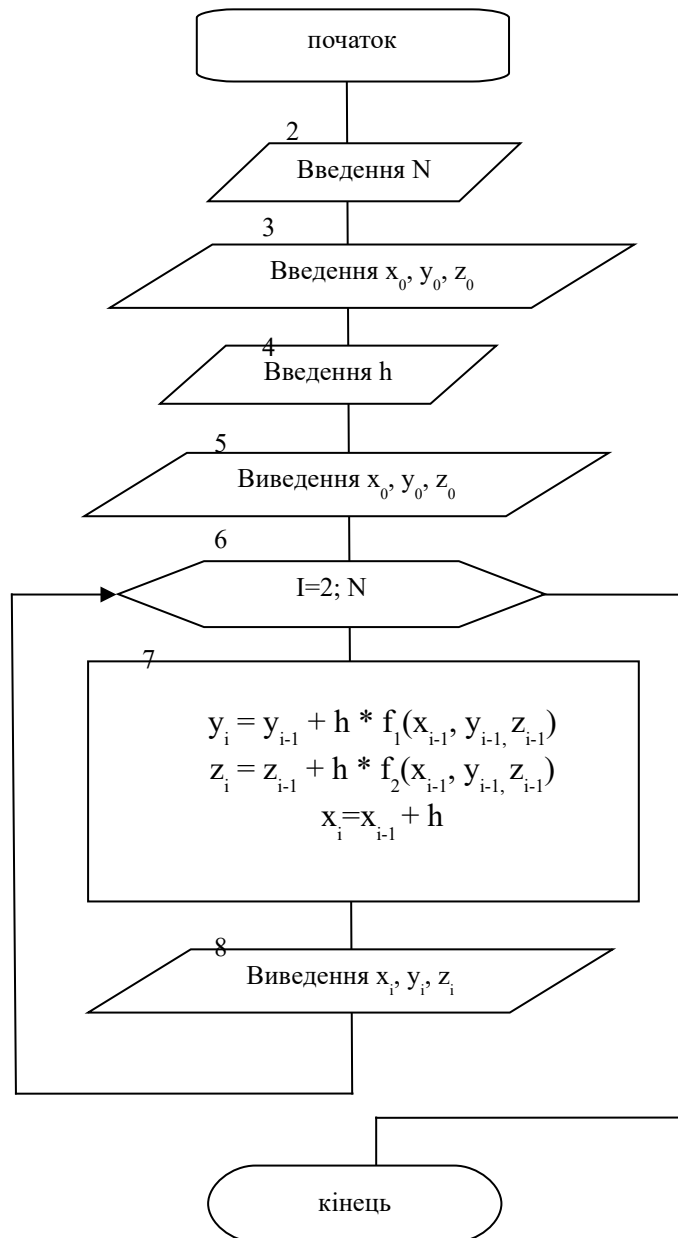 початок
2
Введення N
3
Введення x₀, y₀, z₀
4
Введення h
5
Виведення x₀, y₀, z₀
6
I=2; N
7
yᵢ = yᵢ₋₁ + h * f₁(xᵢ₋₁, yᵢ₋₁, zᵢ₋₁)
zᵢ = zᵢ₋₁ + h * f₂(xᵢ₋₁, yᵢ₋₁, zᵢ₋₁)
xᵢ=xᵢ₋₁ + h
8
Виведення xᵢ, yᵢ, zᵢ
кінець